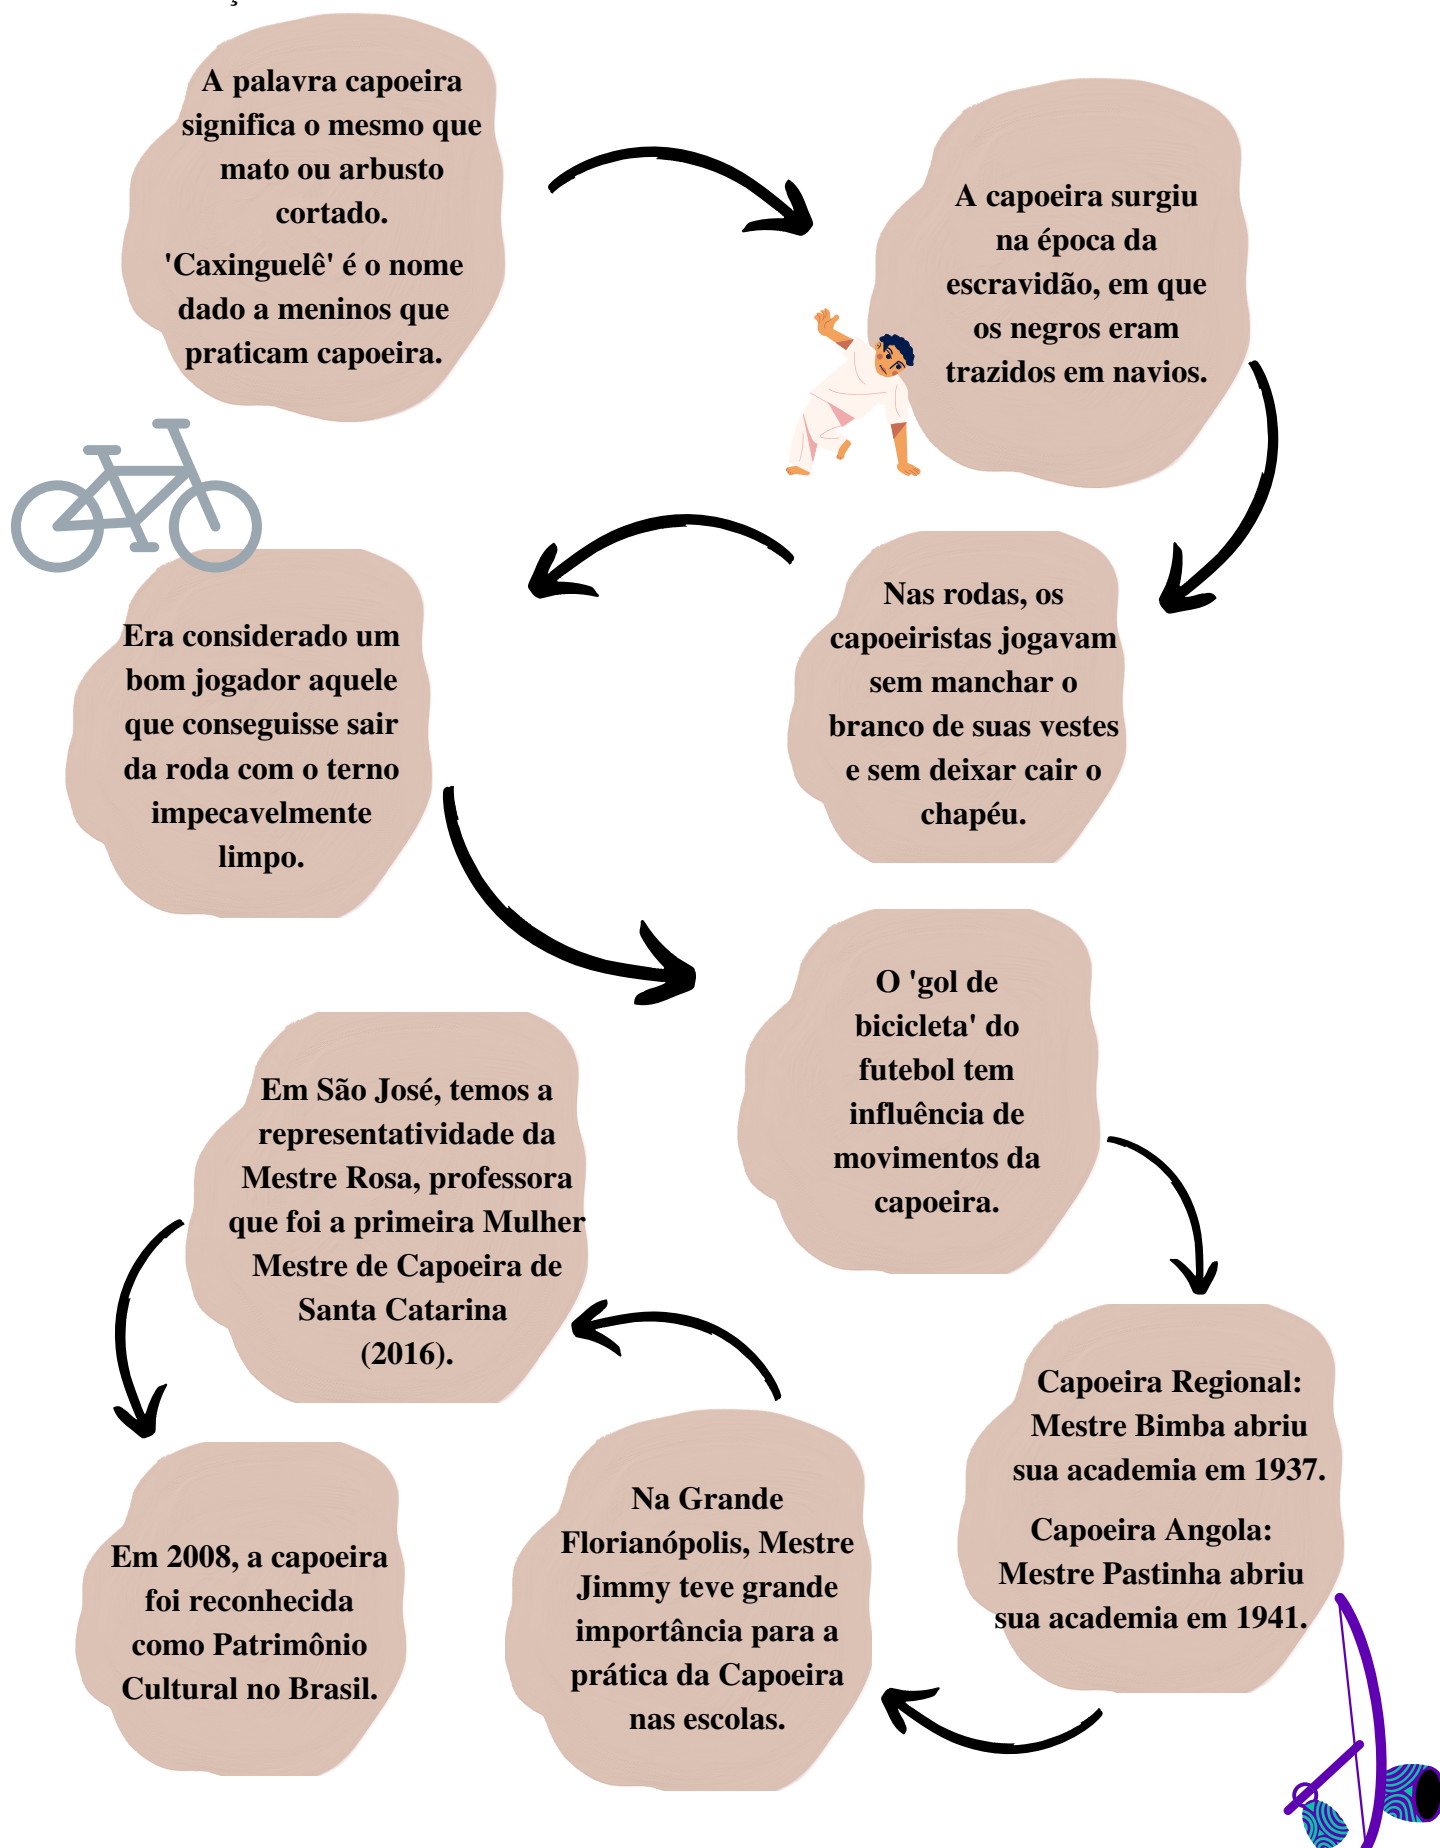 A palavra capoeira
significa o mesmo que
mato ou arbusto
cortado.
'Caxinguelê' é o nome
dado a meninos que
praticam capoeira.
A capoeira surgiu
na época da
escravidão, em que
os negros eram
trazidos em navios.
Nas rodas, os
capoeiristas jogavam
sem manchar o
branco de suas vestes
e sem deixar cair o
chapéu.
Era considerado um
bom jogador aquele
que conseguisse sair
da roda com o terno
impecavelmente
limpo.
O 'gol de
bicicleta' do
futebol tem
influência de
movimentos da
capoeira.
Capoeira Regional:
Mestre Bimba abriu
sua academia em 1937.
Capoeira Angola:
Mestre Pastinha abriu
sua academia em 1941.
Na Grande
Florianópolis, Mestre
Jimmy teve grande
importância para a
prática da Capoeira
nas escolas.
Em São José, temos a
representatividade da
Mestre Rosa, professora
que foi a primeira Mulher
Mestre de Capoeira de
Santa Catarina
(2016).
Em 2008, a capoeira
foi reconhecida
como Patrimônio
Cultural no Brasil.